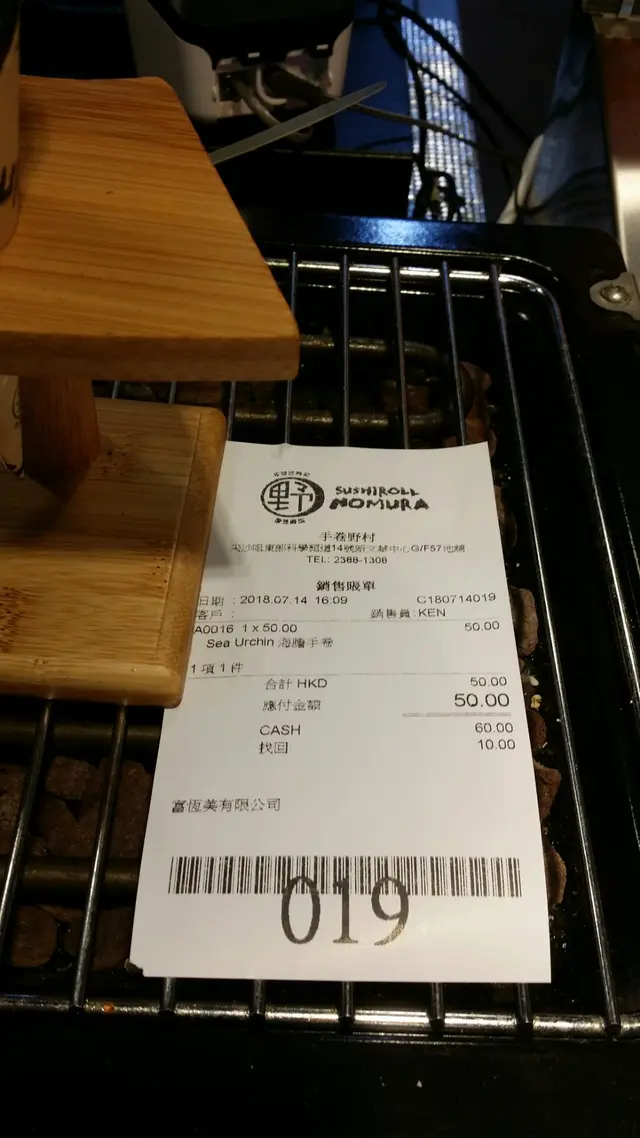 野
SUSHIROLL
NOMURA
手卷野村
尖沙咀東部科學館道14號新文華中心G/F57地舖
TEL: 2388-1308
銷售賬單
日期 : 2018.07.14 16:09 C180714019
客戶 : 銷售員:KEN
A0016 1 x 50.00 50.00
Sea Urchin 海膽手卷
1 項 1 件
合計 HKD 50.00
應付金額 50.00
CASH 60.00
找回 10.00
富恆美有限公司
019